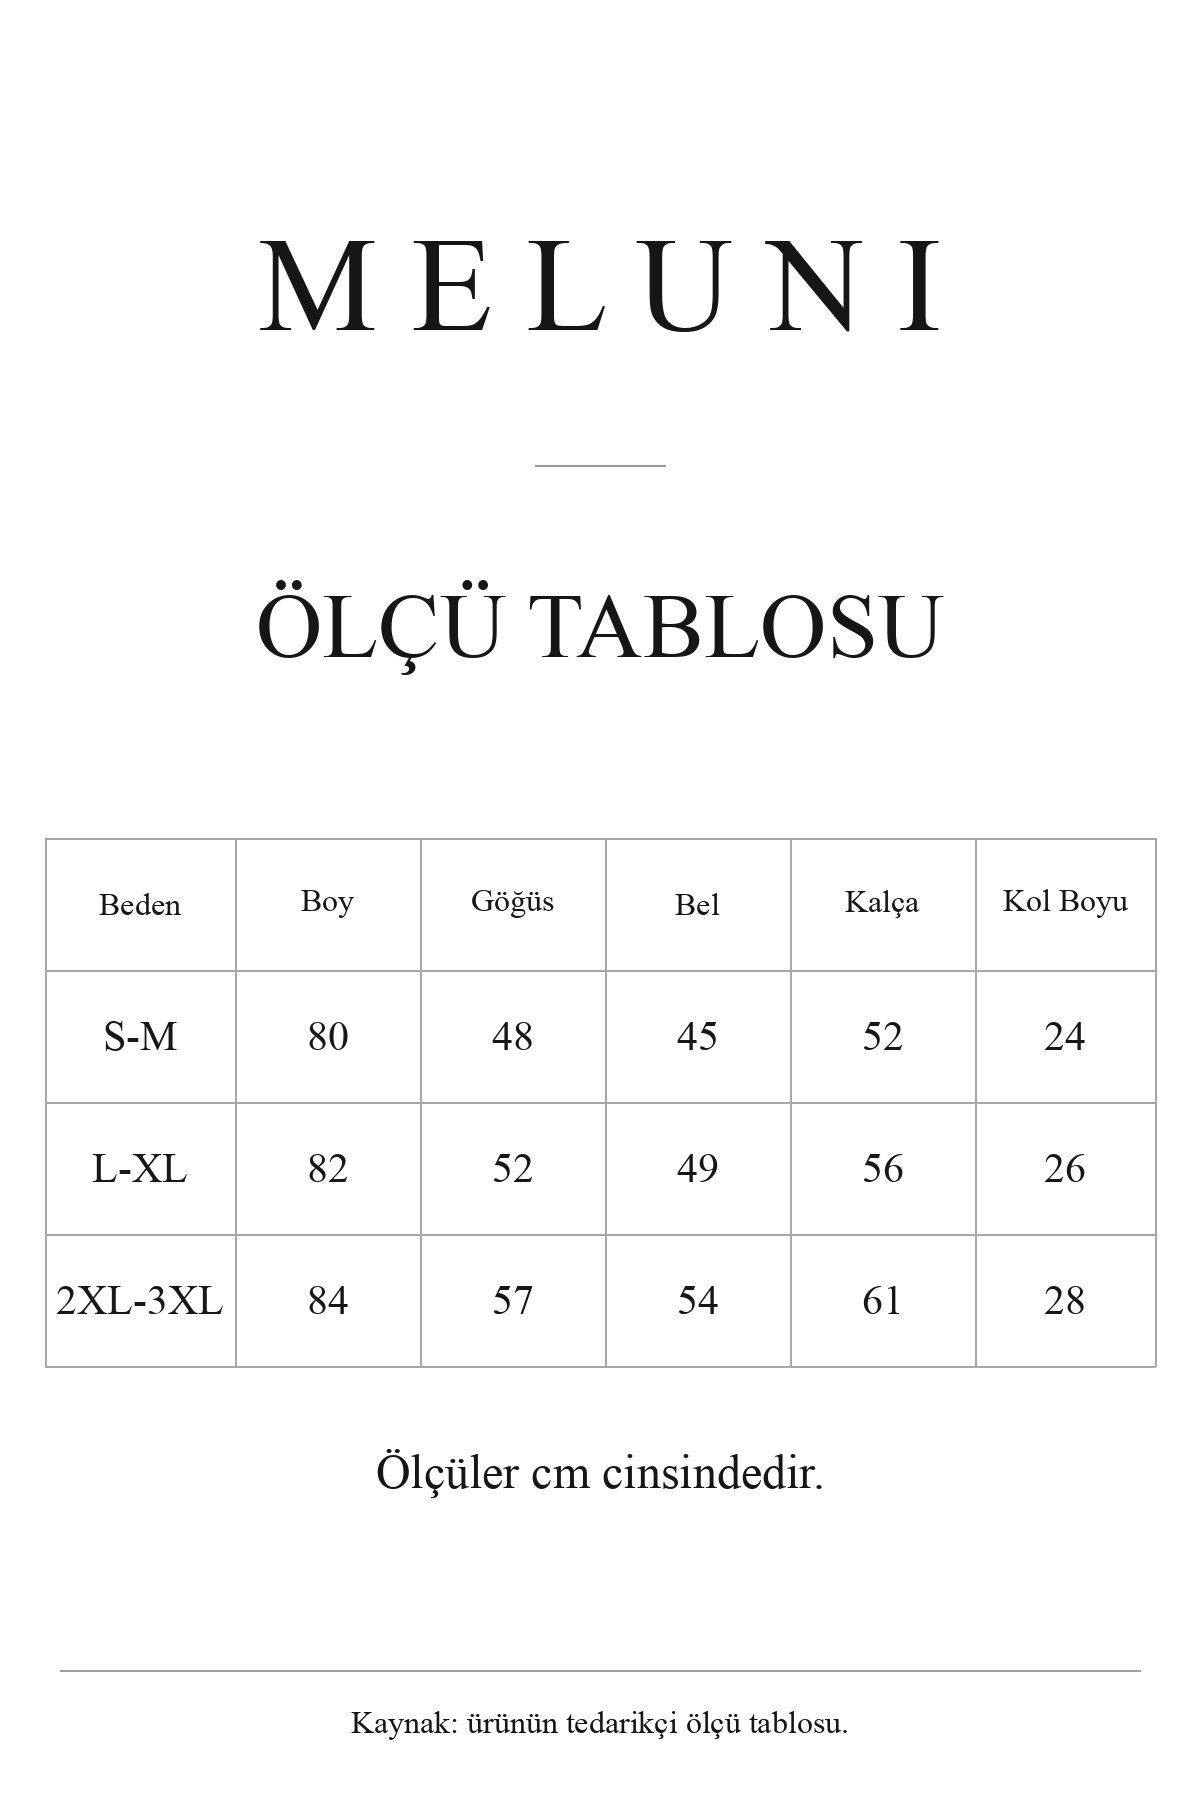 MELUNI
ÖLÇÜ TABLOSU
Beden Boy Göğüs Bel Kalça Kol Boyu
S-M 80 48 45 52 24
L-XL 82 52 49 56 26
2XL-3XL 84 57 54 61 28
Ölçüler cm cinsindedir.
Kaynak: ürünün tedarikçi ölçü tablosu.